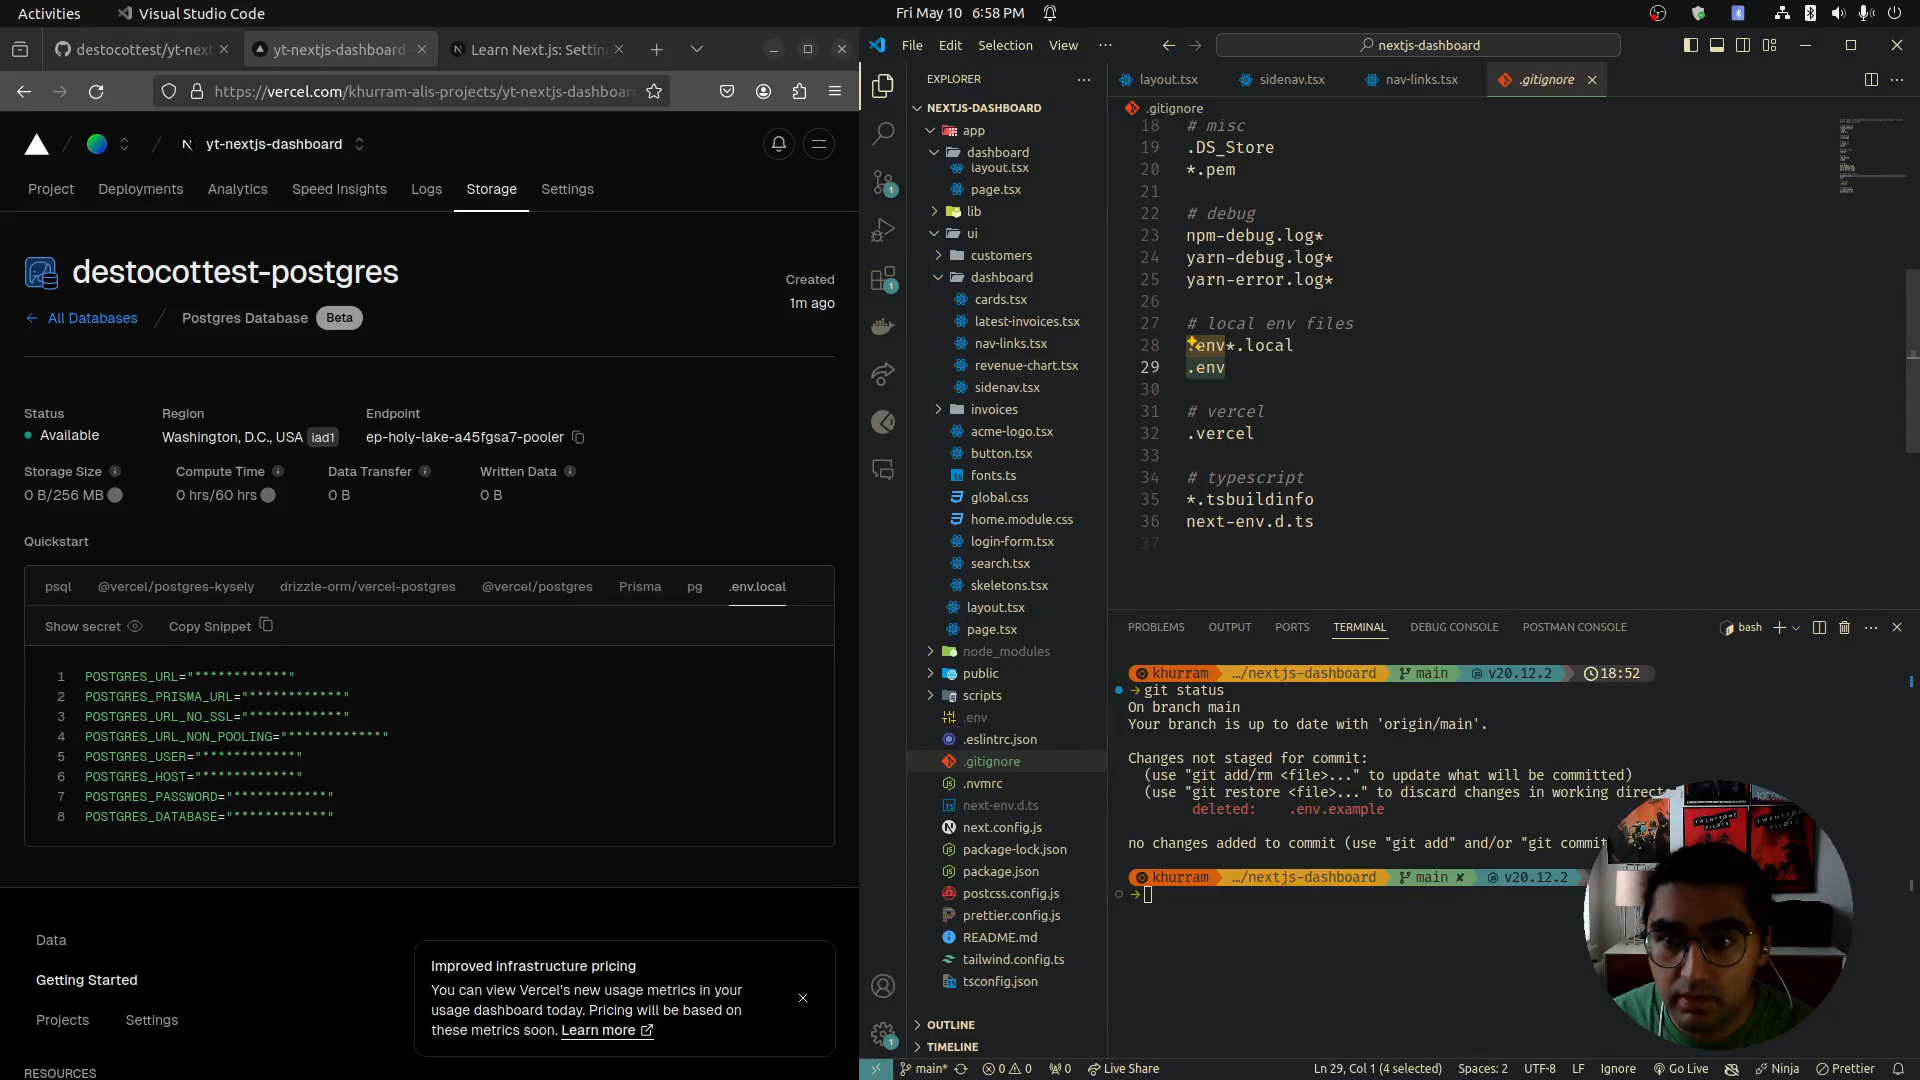 Activities
Visual Studio Code
Fri May 10 6:58 PM
destocottest/yt-next
yt-nextjs-dashboard
Learn Next.js: Settin
https://vercel.com/khurram-alis-projects/yt-nextjs-dashboar
yt-nextjs-dashboard
Project
Deployments
Analytics
Speed Insights
Logs
Storage
Settings
destocottest-postgres
All Databases
Postgres Database
Beta
Created
1m ago
Status
Available
Region
Washington, D.C., USA iad1
Endpoint
ep-holy-lake-a45fgsa7-pooler
Storage Size
0 B/256 MB
Compute Time
0 hrs/60 hrs
Data Transfer
0 B
Written Data
0 B
Quickstart
psql
@vercel/postgres-kysely
drizzle-orm/vercel-postgres
@vercel/postgres
Prisma
pg
.env.local
Show secret
Copy Snippet
1 POSTGRES_URL="************"
2 POSTGRES_PRISMA_URL="************"
3 POSTGRES_URL_NO_SSL="************"
4 POSTGRES_URL_NON_POOLING="************"
5 POSTGRES_USER="************"
6 POSTGRES_HOST="************"
7 POSTGRES_PASSWORD="************"
8 POSTGRES_DATABASE="************"
Data
Getting Started
Projects
Settings
RESOURCES
Improved infrastructure pricing
You can view Vercel's new usage metrics in your
usage dashboard today. Pricing will be based on
these metrics soon. Learn more
File Edit Selection View
nextjs-dashboard
EXPLORER
NEXTJS-DASHBOARD
app
dashboard
layout.tsx
page.tsx
lib
ui
customers
dashboard
cards.tsx
latest-invoices.tsx
nav-links.tsx
revenue-chart.tsx
sidenav.tsx
invoices
acme-logo.tsx
button.tsx
fonts.ts
global.css
home.module.css
login-form.tsx
search.tsx
skeletons.tsx
layout.tsx
page.tsx
node_modules
public
scripts
.env
.eslintrc.json
.gitignore
.nvmrc
next-env.d.ts
next.config.js
package-lock.json
package.json
postcss.config.js
prettier.config.js
README.md
tailwind.config.ts
tsconfig.json
OUTLINE
TIMELINE
layout.tsx
sidenav.tsx
nav-links.tsx
.gitignore
.gitignore
18 # misc
19 .DS_Store
20 *.pem
21
22 # debug
23 npm-debug.log*
24 yarn-debug.log*
25 yarn-error.log*
26
27 # local env files
28 .env*.local
29 .env
30
31 # vercel
32 .vercel
33
34 # typescript
35 *.tsbuildinfo
36 next-env.d.ts
37
PROBLEMS
OUTPUT
PORTS
TERMINAL
DEBUG CONSOLE
POSTMAN CONSOLE
bash
khurram …/nextjs-dashboard main v20.12.2 18:52
git status
On branch main
Your branch is up to date with 'origin/main'.
Changes not staged for commit:
(use "git add/rm <file>..." to update what will be committed)
(use "git restore <file>..." to discard changes in working direct
deleted: .env.example
no changes added to commit (use "git add" and/or "git commit
khurram …/nextjs-dashboard main ✘ v20.12.2
main*
0 0
0
Live Share
Ln 29, Col 1 (4 selected)
Spaces: 2
UTF-8
LF
Ignore
Go Live
Ninja
Prettier